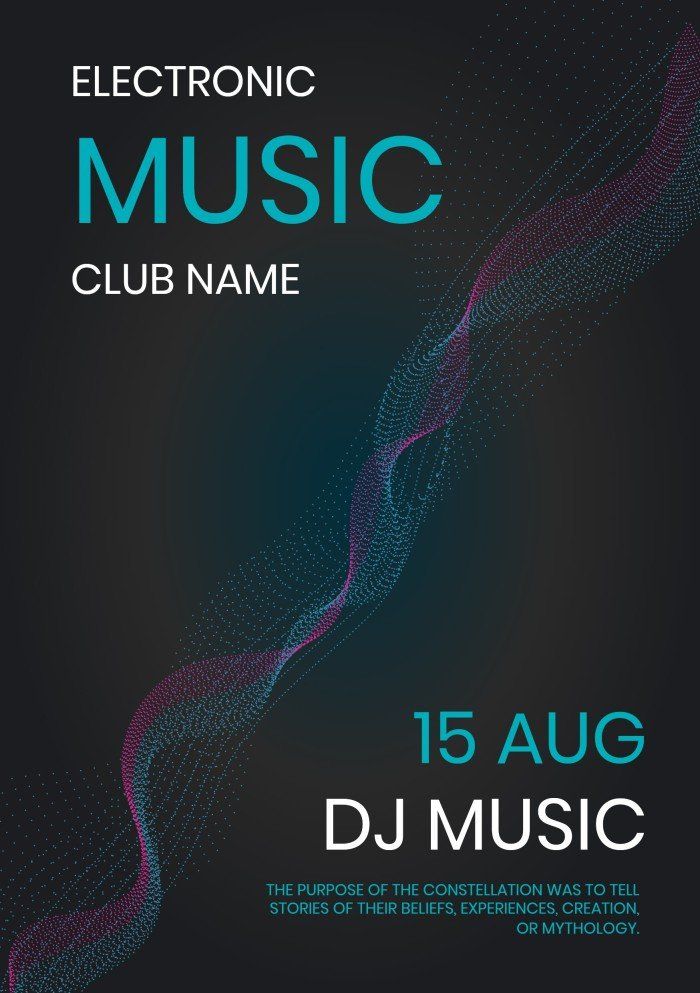 ELECTRONIC
MUSIC
CLUB NAME
15 AUG
DJ MUSIC
THE PURPOSE OF THE CONSTELLATION WAS TO TELL
STORIES OF THEIR BELIEFS, EXPERIENCES, CREATION,
OR MYTHOLOGY.